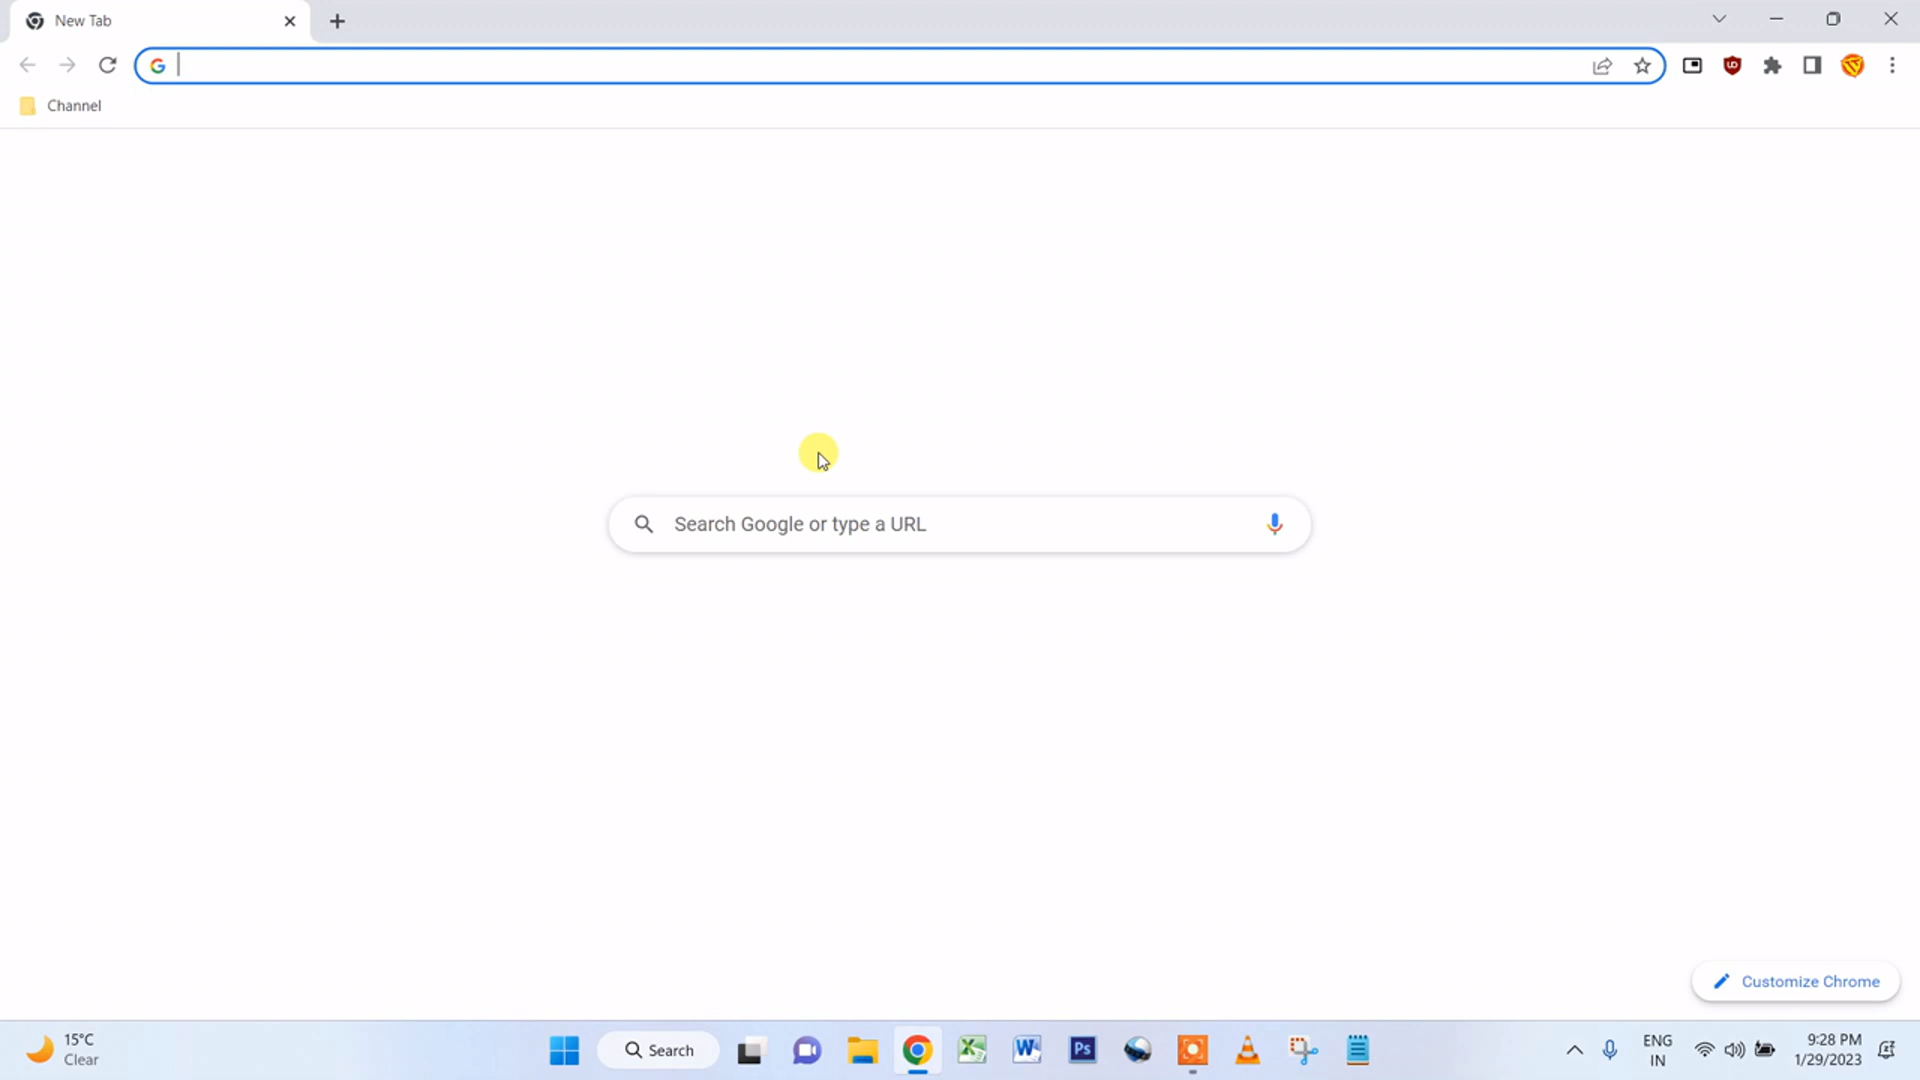 New Tab
Channel
Search Google or type a URL
Customize Chrome
15°C
Clear
Search
Ps
ENG
IN
9:28 PM
1/29/2023